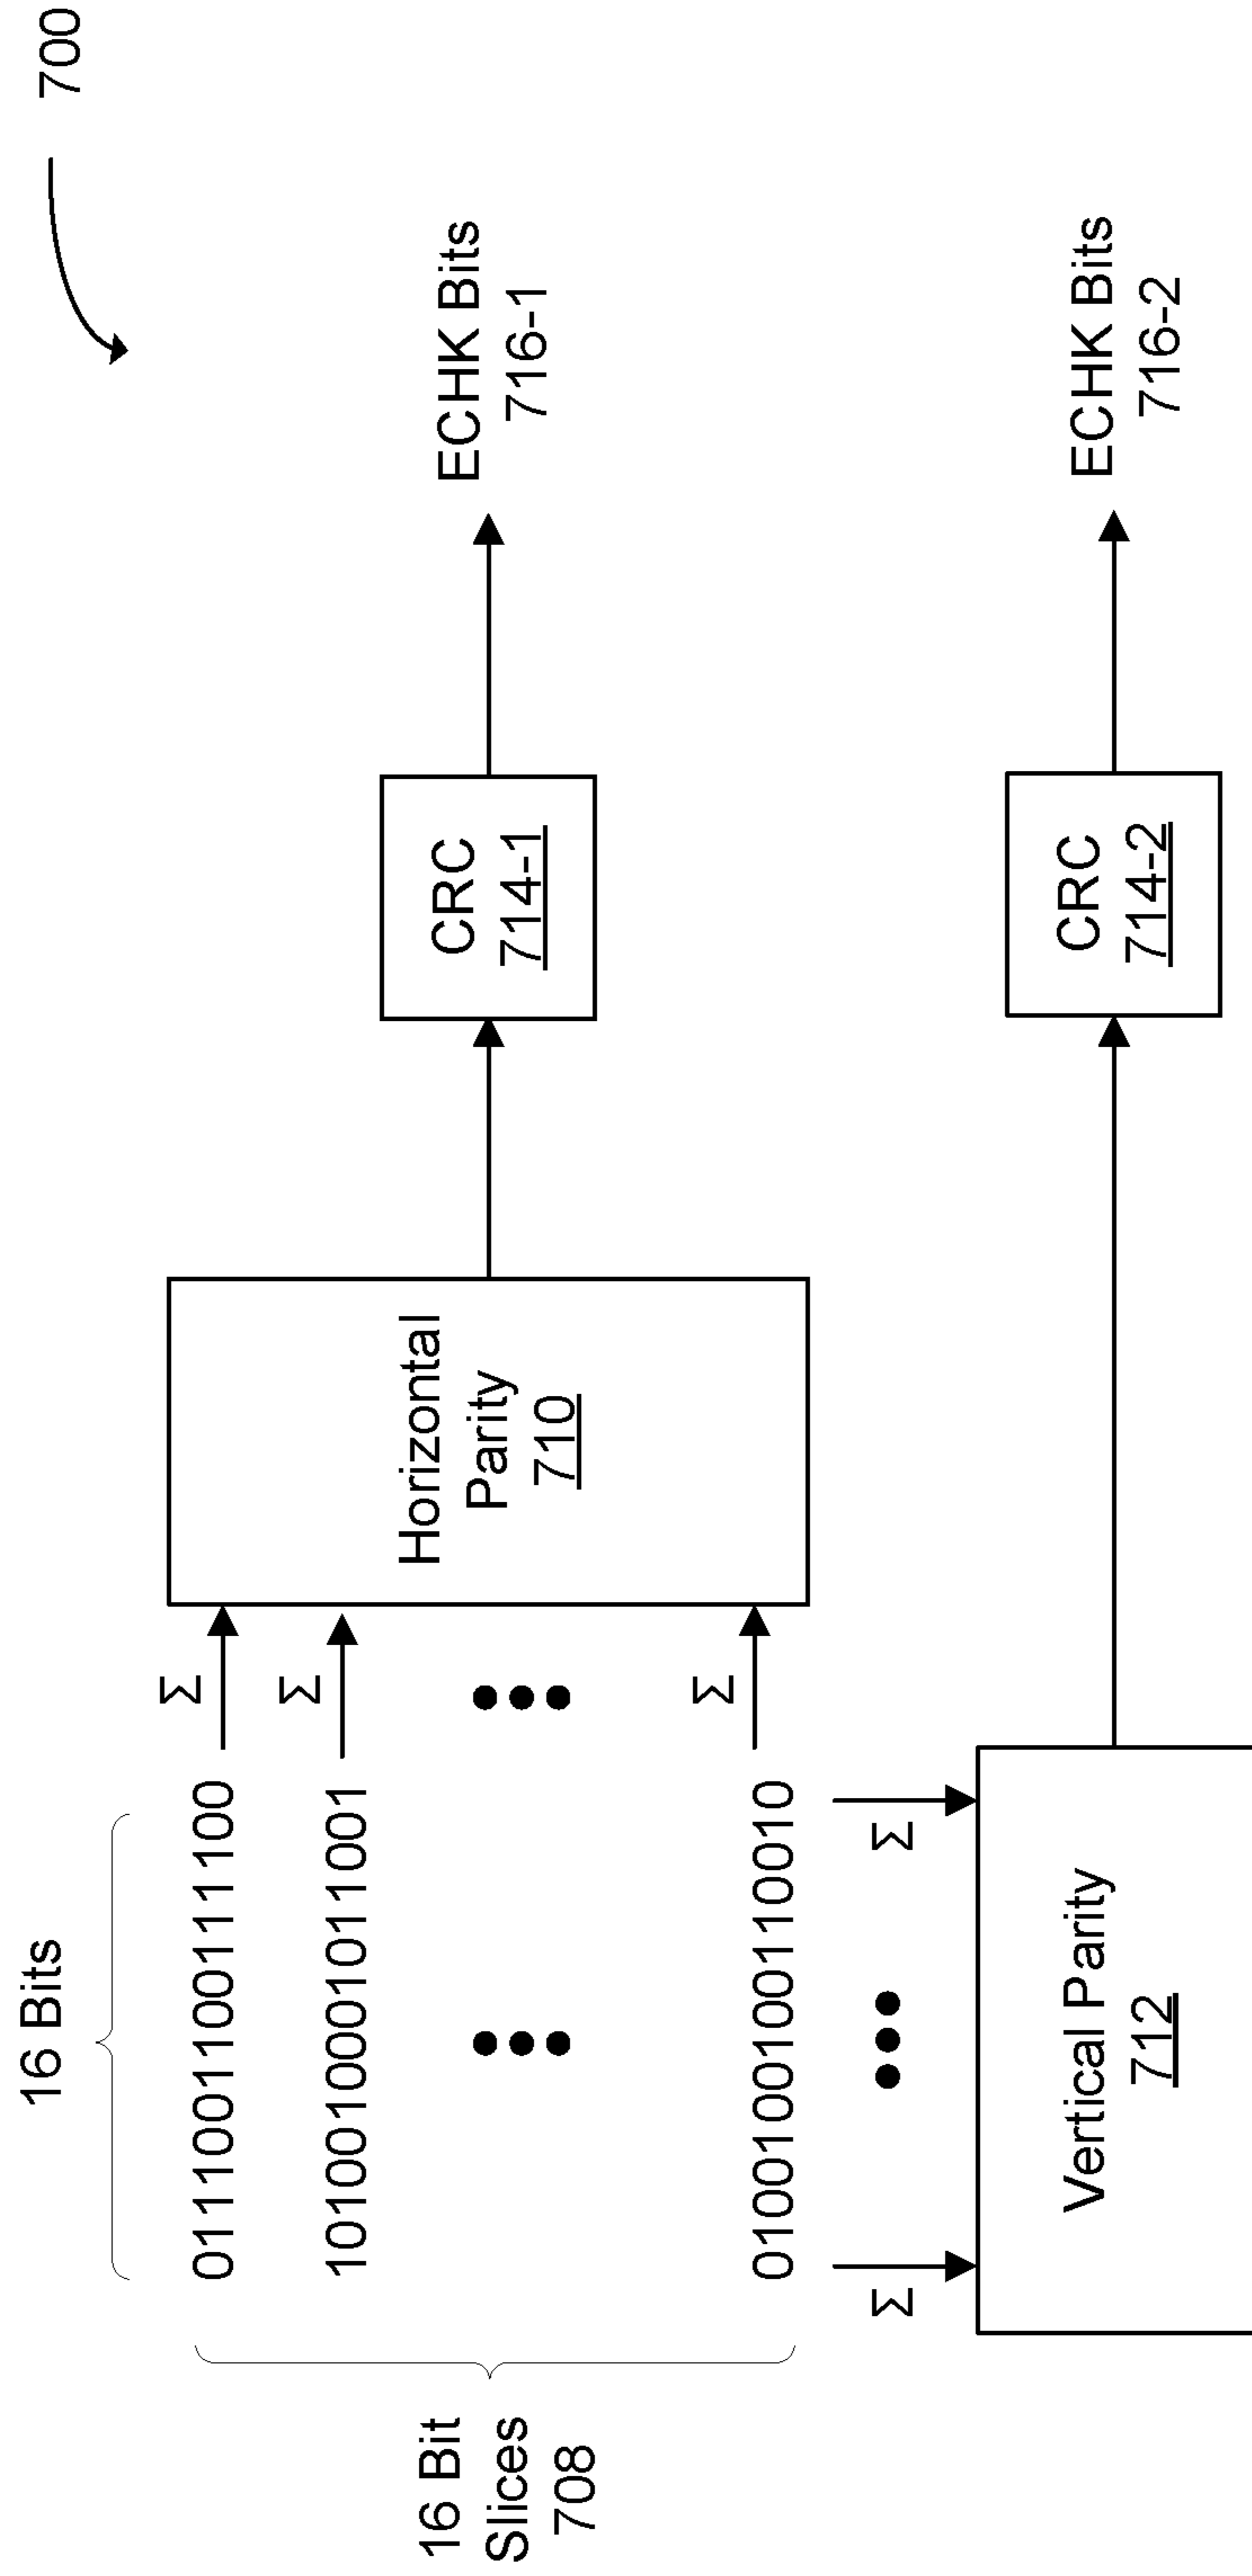 700
16 Bits
0111001100111100
Σ
1010010001011001
Σ
16 Bit
Slices
708
Horizontal
Parity
710
CRC
714-1
ECHK Bits
716-1
0100100100110010
Σ
Σ
Σ
Vertical Parity
712
CRC
714-2
ECHK Bits
716-2